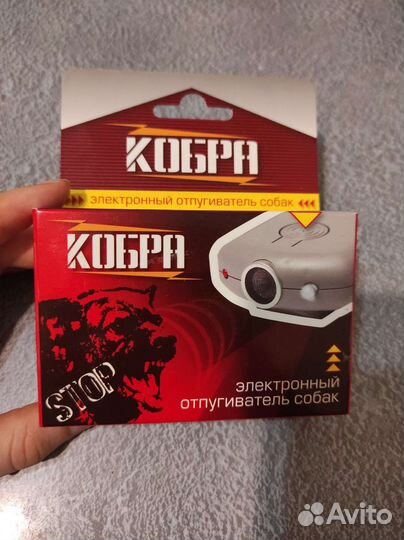 КОБРА
электронный отпугиватель собак
КОБРА
STOP
электронный
отпугиватель собак
Avito